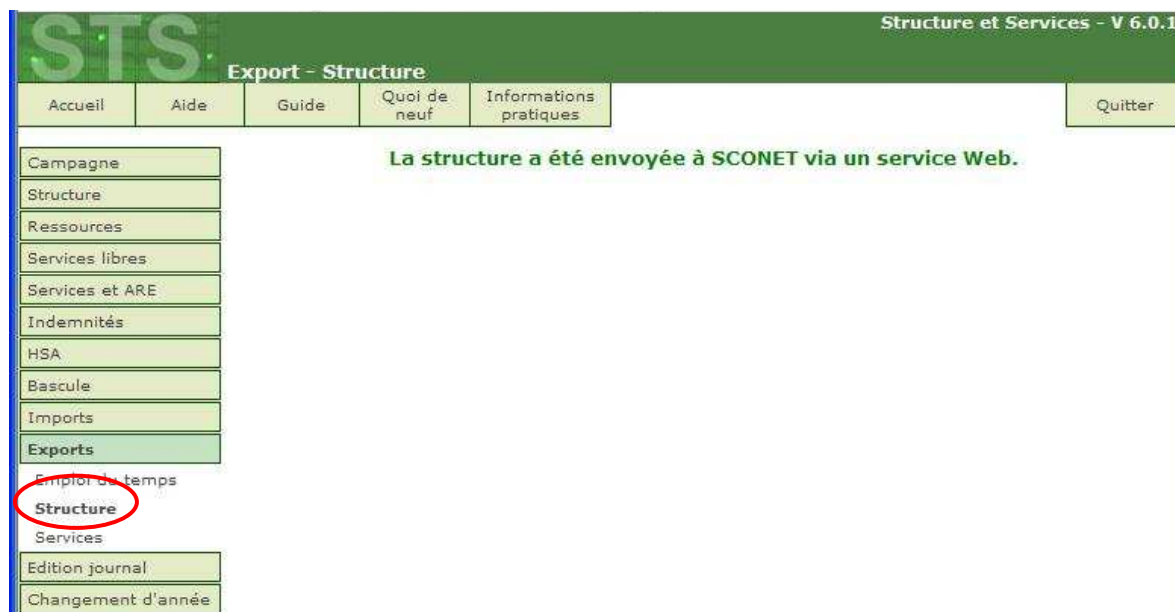 STS
Structure et Services - V 6.0.1
Export - Structure
Accueil
Aide
Guide
Quoi de
neuf
Informations
pratiques
Quitter
La structure a été envoyée à SCONET via un service Web.
Campagne
Structure
Ressources
Services libres
Services et ARE
Indemnités
HSA
Bascule
Imports
Exports
Emploi du temps
Structure
Services
Edition journal
Changement d'année